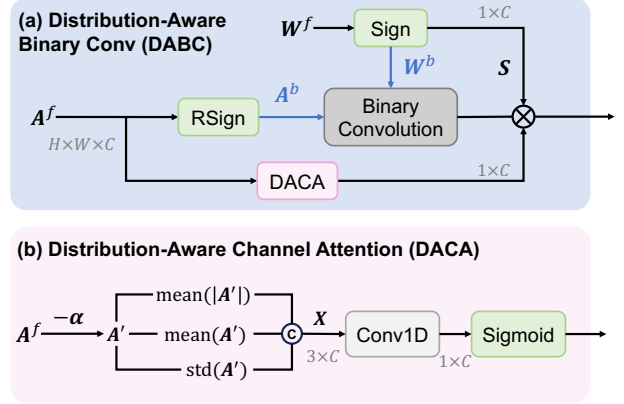 (a) Distribution-Aware
Binary Conv (DABC)
W^f
Sign
1×C
W^b
S
A^f
H×W×C
RSign
A^b
Binary
Convolution
DACA
1×C
(b) Distribution-Aware Channel Attention (DACA)
A^f
−α
A′
mean(|A′|)
mean(A′)
std(A′)
C
X
3×C
Conv1D
1×C
Sigmoid